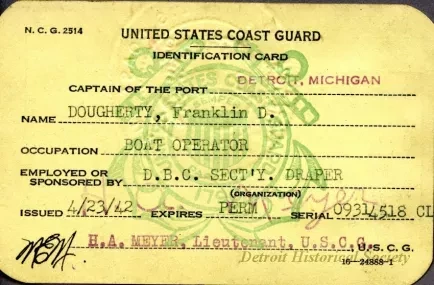 N. C. G. 2514
UNITED STATES COAST GUARD
IDENTIFICATION CARD
CAPTAIN OF THE PORT DETROIT, MICHIGAN
NAME DOUGHERTY, Franklin D.
OCCUPATION BOAT OPERATOR
EMPLOYED OR
SPONSORED BY D.B.C. SECT'Y. DRAPER
(ORGANIZATION)
ISSUED 4/23/42 EXPIRES PERM SERIAL 09314518 CL
H.A. MEYER, Lieutenant, U.S.C.G. , U. S. C. G.
Detroit Historical Society
16—24888-1